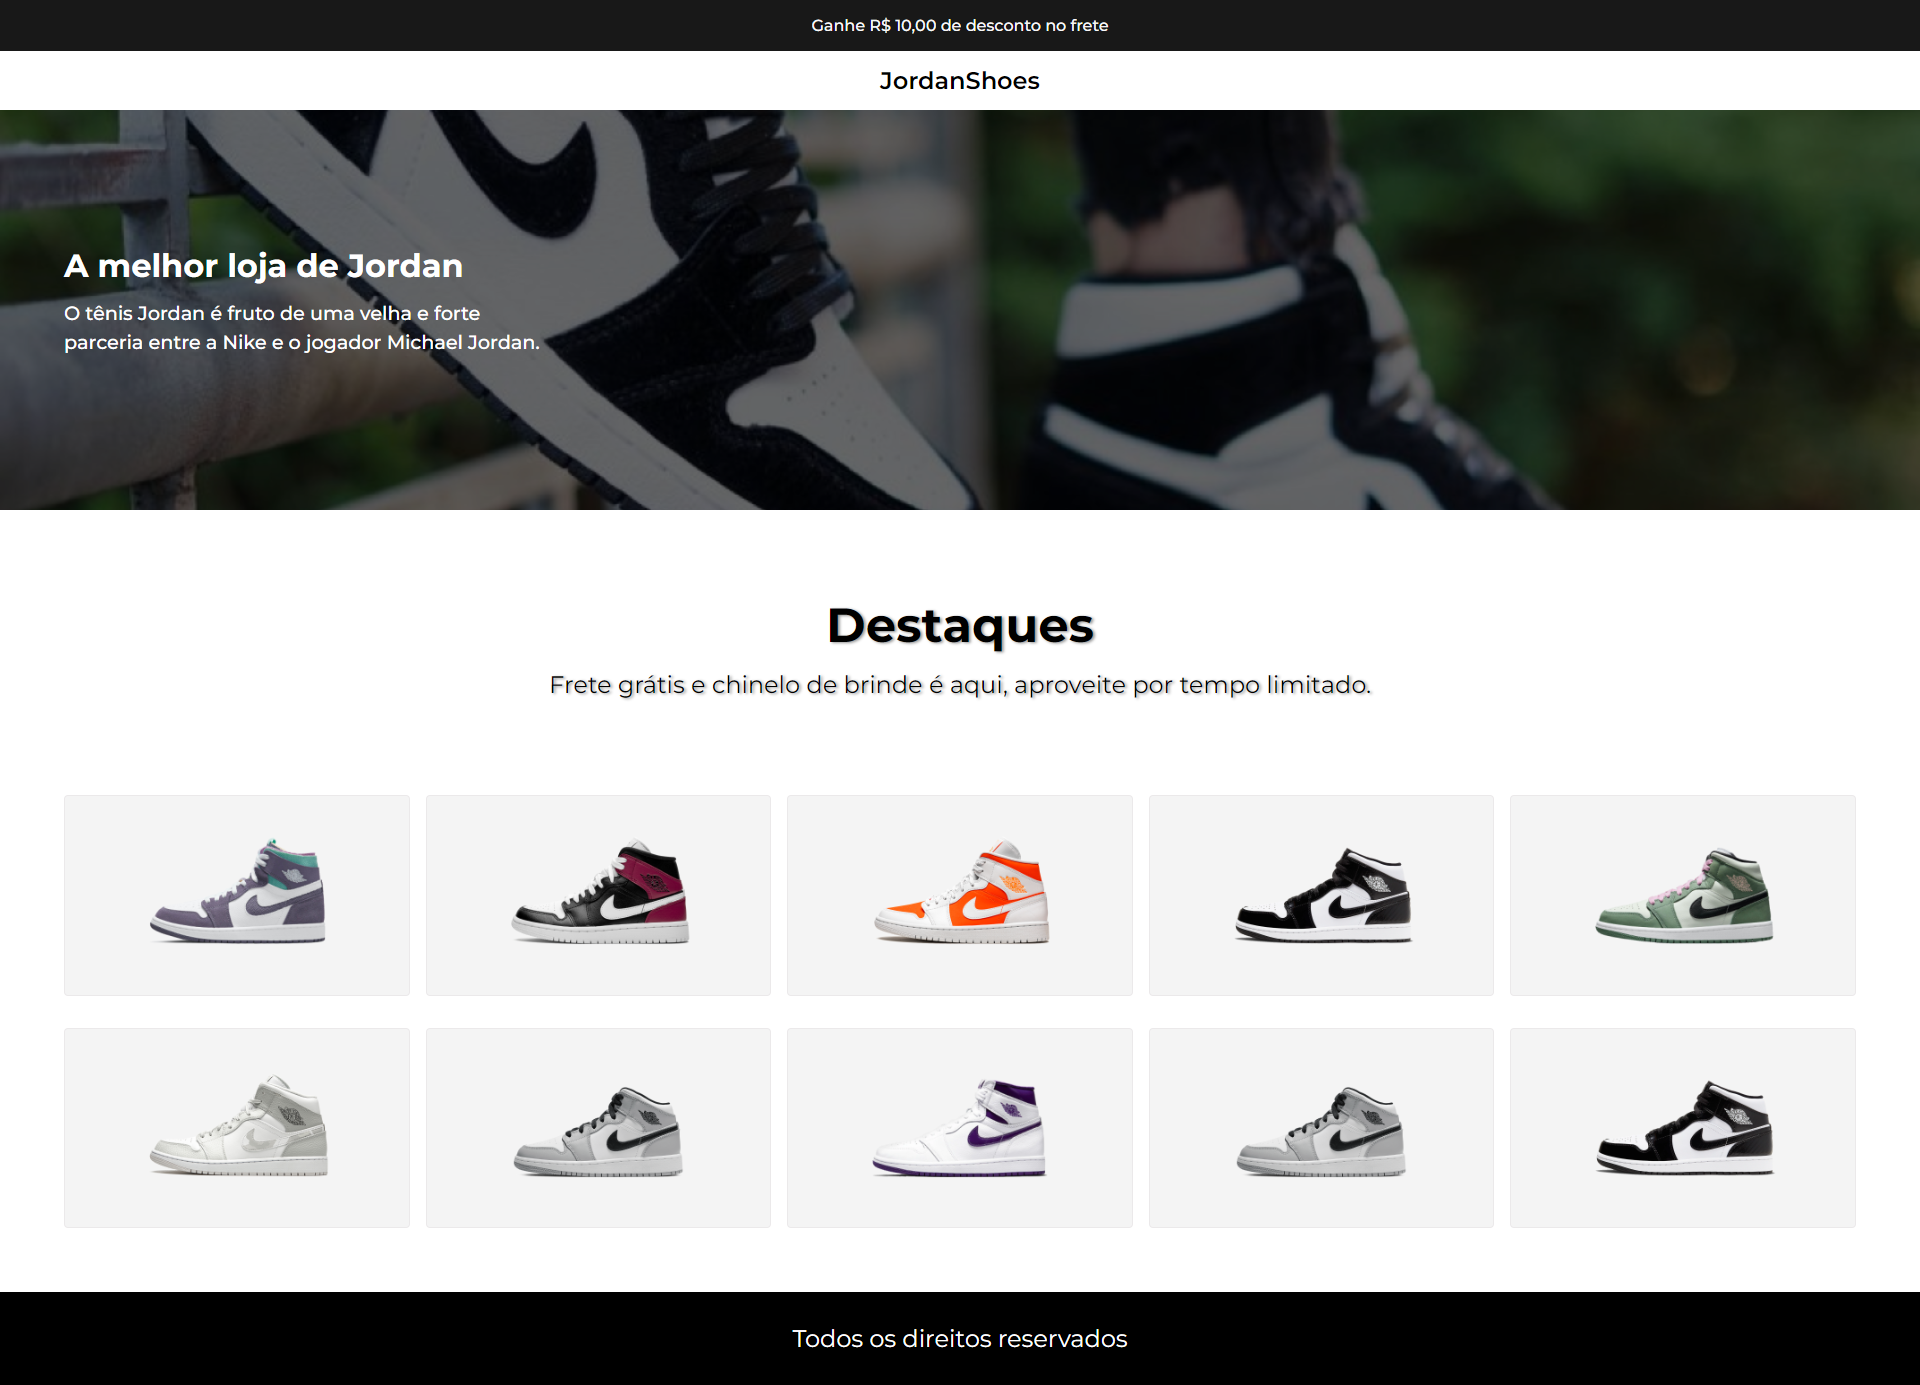 Ganhe R$ 10,00 de desconto no frete
JordanShoes
A melhor loja de Jordan
O tênis Jordan é fruto de uma velha e forte
parceria entre a Nike e o jogador Michael Jordan.
Destaques
Frete grátis e chinelo de brinde é aqui, aproveite por tempo limitado.
Todos os direitos reservados